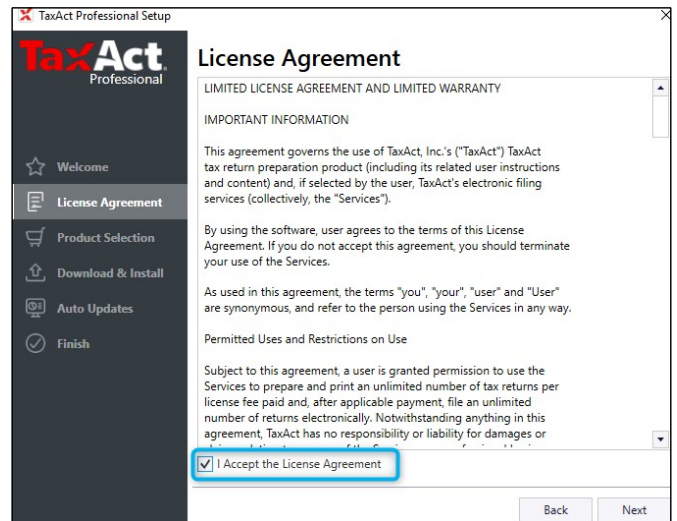 TaxAct Professional Setup
TaxAct.
Professional
Welcome
License Agreement
Product Selection
Download & Install
Auto Updates
Finish
License Agreement
LIMITED LICENSE AGREEMENT AND LIMITED WARRANTY
IMPORTANT INFORMATION
This agreement governs the use of TaxAct, Inc.'s ("TaxAct") TaxAct
tax return preparation product (including its related user instructions
and content) and, if selected by the user, TaxAct's electronic filing
services (collectively, the "Services").
By using the software, user agrees to the terms of this License
Agreement. If you do not accept this agreement, you should terminate
your use of the Services.
As used in this agreement, the terms "you", "your", "user" and "User"
are synonymous, and refer to the person using the Services in any way.
Permitted Uses and Restrictions on Use
Subject to this agreement, a user is granted permission to use the
Services to prepare and print an unlimited number of tax returns per
license fee paid and, after applicable payment, file an unlimited
number of returns electronically. Notwithstanding anything in this
agreement, TaxAct has no responsibility or liability for damages or
I Accept the License Agreement
Back
Next